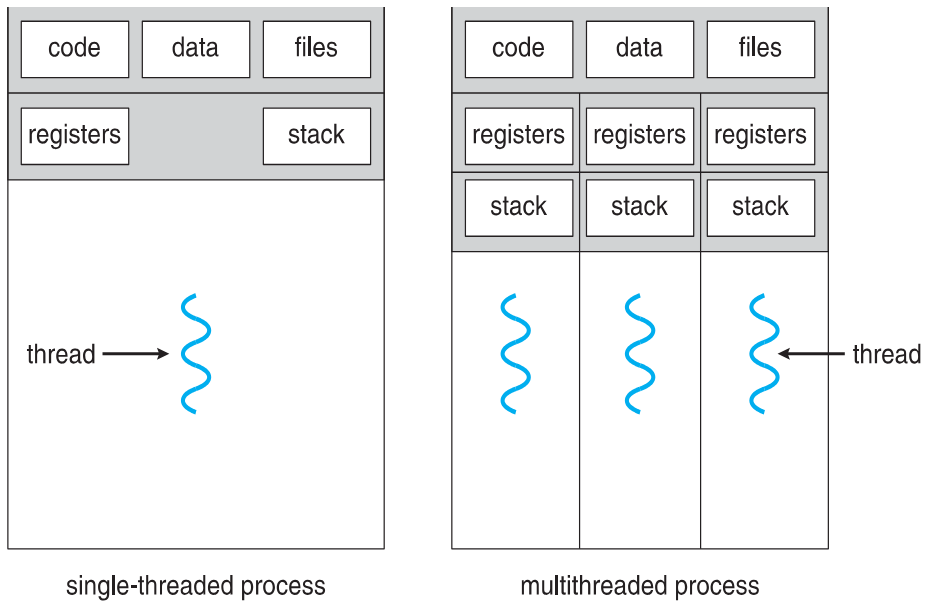 code data files
registers stack
thread
single-threaded process
code data files
registers registers registers
stack stack stack
thread
multithreaded process